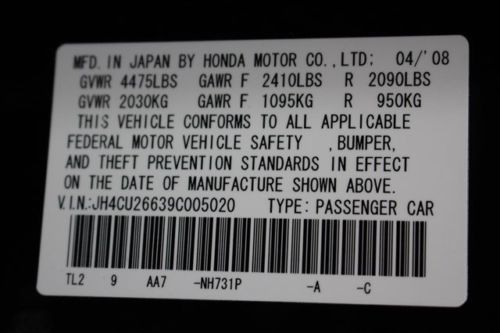 MFD. IN JAPAN BY HONDA MOTOR CO., LTD; 04/'08
GVWR 4475LBS GAWR F 2410LBS R 2090LBS
GVWR 2030KG GAWR F 1095KG R 950KG
THIS VEHICLE CONFORMS TO ALL APPLICABLE
FEDERAL MOTOR VEHICLE SAFETY ,BUMPER,
AND THEFT PREVENTION STANDARDS IN EFFECT
ON THE DATE OF MANUFACTURE SHOWN ABOVE.
V.I.N.:JH4CU26639C005020 TYPE: PASSENGER CAR
TL2 9 AA7 -NH731P -A -C